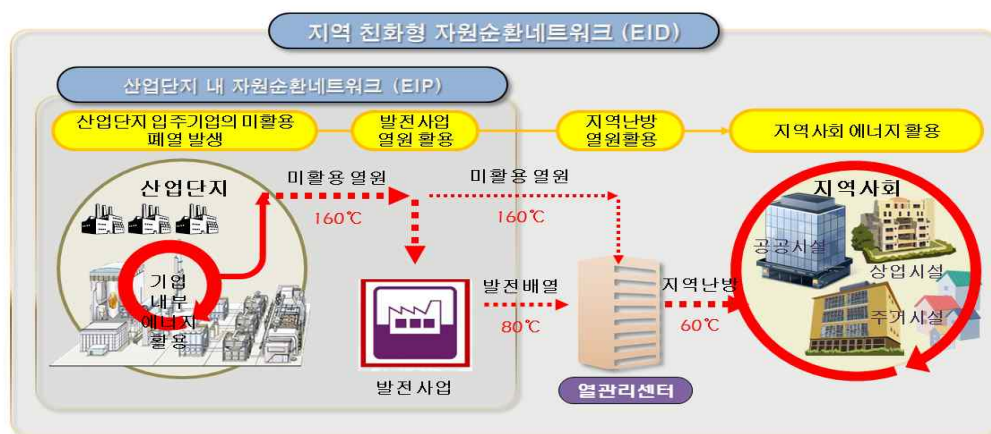 지역 친화형 자원순환네트워크 (EID)
산업단지 내 자원순환네트워크 (EIP)
산업단지 입주기업의 미활용
폐열 발생
발전사업
열원 활용
지역난방
열원활용
지역사회 에너지 활용
산업단지
미활용 열원
160℃
미활용 열원
160℃
지역사회
기업
내부
에너지
활용
발전배열
80℃
지역난방
60℃
공공시설
상업시설
주거시설
발전사업
열관리센터